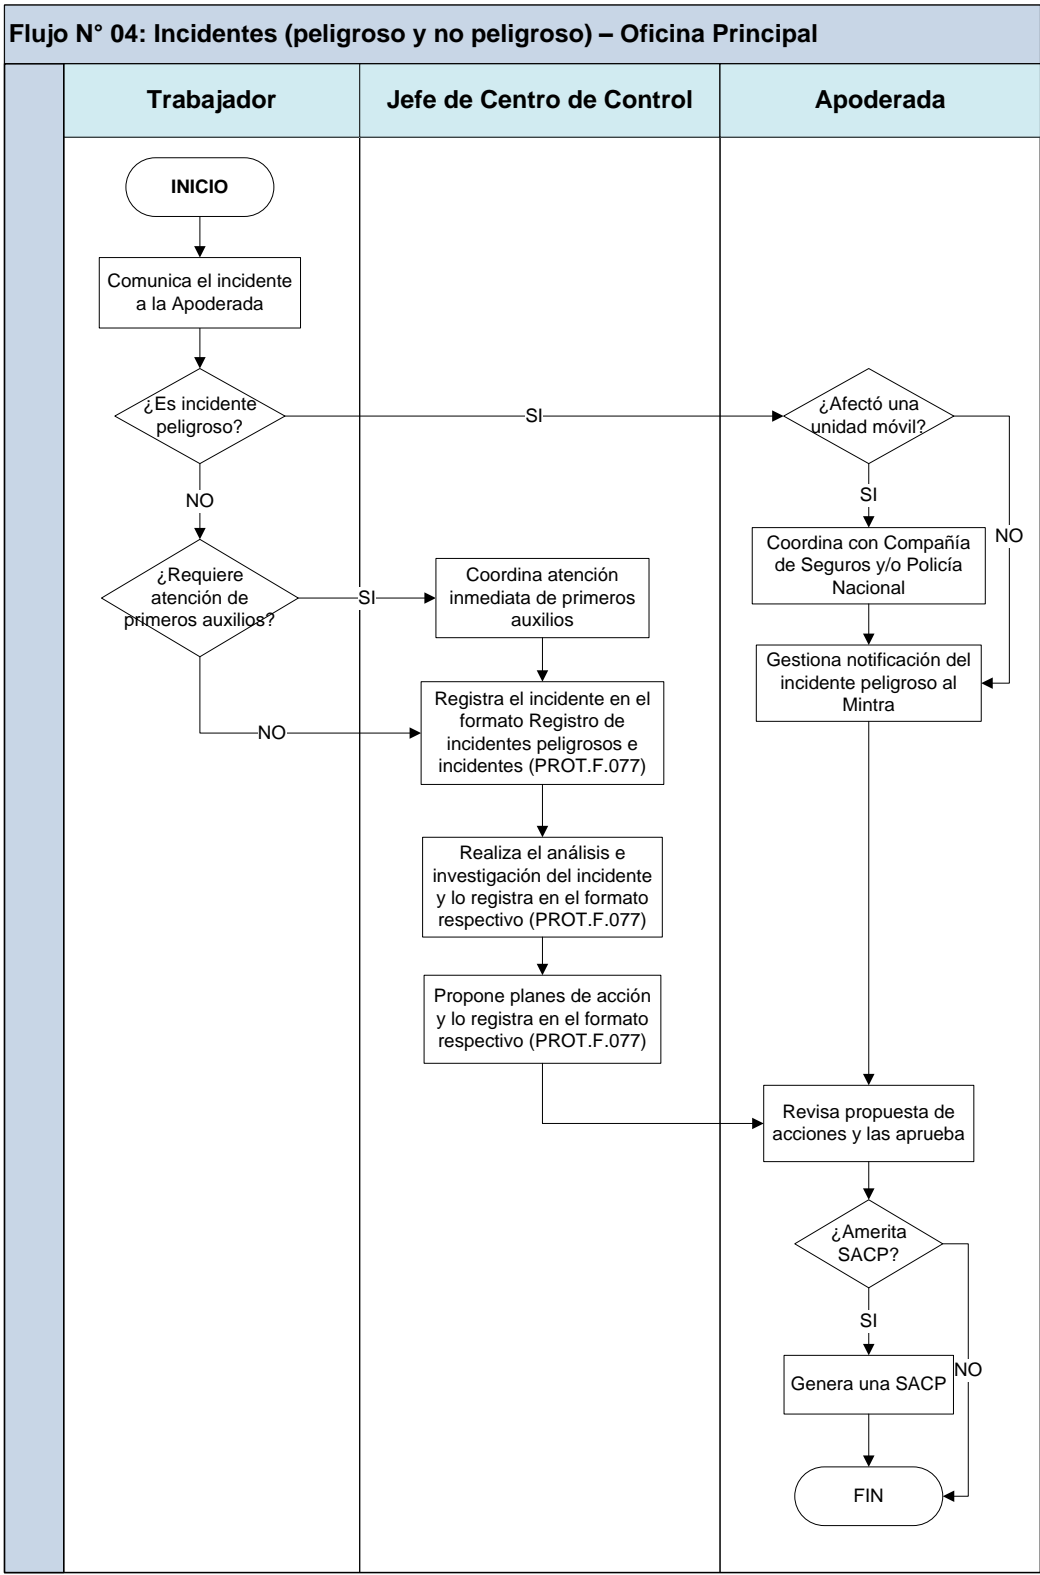 Flujo N° 04: Incidentes (peligroso y no peligroso) – Oficina Principal
Trabajador
Jefe de Centro de Control
Apoderada
INICIO
Comunica el incidente
a la Apoderada
¿Es incidente
peligroso?
SI
¿Afectó una
unidad móvil?
NO
SI
NO
Coordina con Compañía
de Seguros y/o Policía
Nacional
¿Requiere
atención de
primeros auxilios?
SI
Coordina atención
inmediata de primeros
auxilios
Gestiona notificación del
incidente peligroso al
Mintra
NO
Registra el incidente en el
formato Registro de
incidentes peligrosos e
incidentes (PROT.F.077)
Realiza el análisis e
investigación del incidente
y lo registra en el formato
respectivo (PROT.F.077)
Propone planes de acción
y lo registra en el formato
respectivo (PROT.F.077)
Revisa propuesta de
acciones y las aprueba
¿Amerita
SACP?
SI
NO
Genera una SACP
FIN